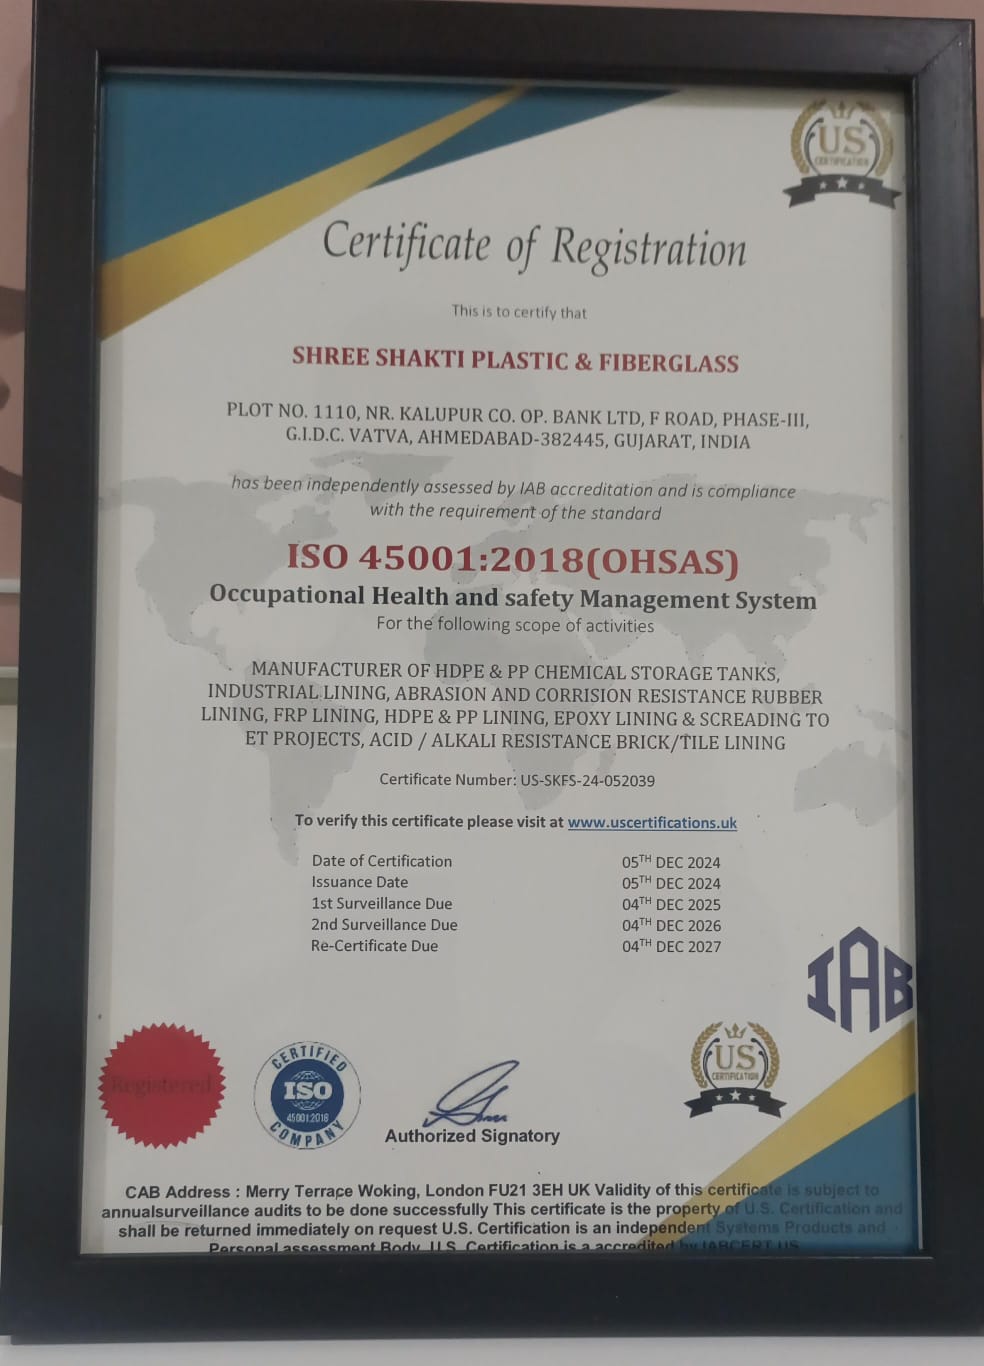 US
CERTIFICATION
Certificate of Registration
This is to certify that
SHREE SHAKTI PLASTIC & FIBERGLASS
PLOT NO. 1110, NR. KALUPUR CO. OP. BANK LTD, F ROAD, PHASE-III,
G.I.D.C. VATVA, AHMEDABAD-382445, GUJARAT, INDIA
has been independently assessed by IAB accreditation and is compliance
with the requirement of the standard
ISO 45001:2018(OHSAS)
Occupational Health and safety Management System
For the following scope of activities
MANUFACTURER OF HDPE & PP CHEMICAL STORAGE TANKS,
INDUSTRIAL LINING, ABRASION AND CORRISION RESISTANCE RUBBER
LINING, FRP LINING, HDPE & PP LINING, EPOXY LINING & SCREADING TO
ET PROJECTS, ACID / ALKALI RESISTANCE BRICK/TILE LINING
Certificate Number: US-SKFS-24-052039
To verify this certificate please visit at www.uscertifications.uk
Date of Certification 05TH DEC 2024
Issuance Date 05TH DEC 2024
1st Surveillance Due 04TH DEC 2025
2nd Surveillance Due 04TH DEC 2026
Re-Certificate Due 04TH DEC 2027
IAB
Registered
CERTIFIED
ISO
45001:2018
COMPANY
Authorized Signatory
US
CERTIFICATION
CAB Address : Merry Terrace Woking, London FU21 3EH UK Validity of this certificate is subject to
annualsurveillance audits to be done successfully This certificate is the property of U.S. Certification and
shall be returned immediately on request U.S. Certification is an independent Systems Products and
Personal assessment Body. U.S. Certification is a accredited by IABCERT US